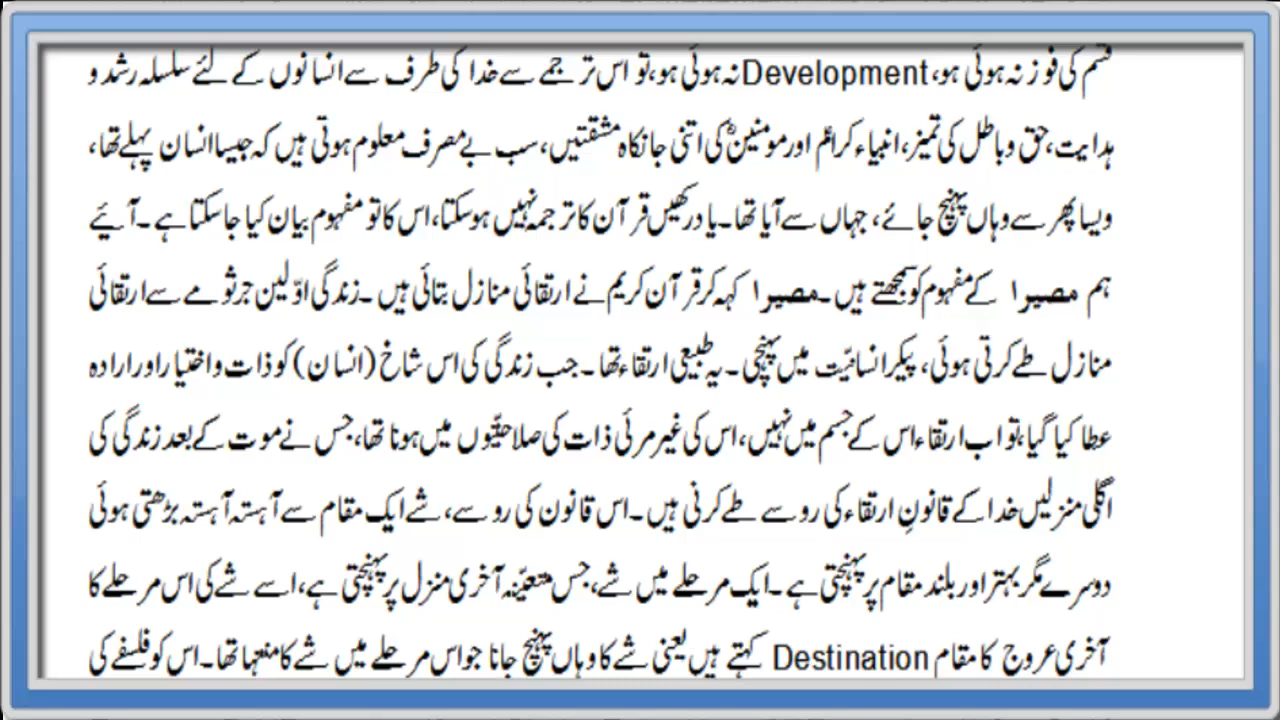 قسم کی فوز نہ ہوئی ہو، Development نہ ہوئی ہو، تو اس ترجمے سے خدا کی طرف سے انسانوں کے لئے سلسلہ رشد و
ہدایت، حق و باطل کی تمیز، انبیاء کرامؑ اور مومنینؓ کی اتنی جانکاہ مشقتیں، سب بے مصرف معلوم ہوتی ہیں کہ جیسا انسان پہلے تھا،
ویسا پھر سے وہاں پہنچ جائے، جہاں سے آیا تھا۔ یاد رکھیں قرآن کا ترجمہ نہیں ہو سکتا، اس کا تو مفہوم بیان کیا جا سکتا ہے۔ آئیے
ہم مصیرا کے مفہوم کو سمجھتے ہیں۔ مصیرا کہہ کر قرآن کریم نے ارتقائی منازل بتائی ہیں۔ زندگی اوّلین جرثومے سے ارتقائی
منازل طے کرتی ہوئی، پیکر انسانیّت میں پہنچی۔ یہ طبیعی ارتقاء تھا۔ جب زندگی کی اس شاخ (انسان) کو ذات و اختیار اور ارادہ
عطا کیا گیا، تو اب ارتقاء اس کے جسم میں نہیں، اس کی غیر مرئی ذات کی صلاحیّتوں میں ہونا تھا، جس نے موت کے بعد زندگی کی
اگلی منزلیں خدا کے قانونِ ارتقاء کی رو سے طے کرنی ہیں۔ اس قانون کی رو سے، شے ایک مقام سے آہستہ آہستہ بڑھتی ہوئی
دوسرے مگر بہتر اور بلند مقام پر پہنچتی ہے۔ ایک مرحلے میں شے، جس متعیّنہ آخری منزل پر پہنچتی ہے، اسے شے کی اس مرحلے کا
آخری عروج کا مقام Destination کہتے ہیں یعنی شے کا وہاں پہنچ جانا جو اس مرحلے میں شے کا منتہا تھا۔ اس کو فلسفے کی